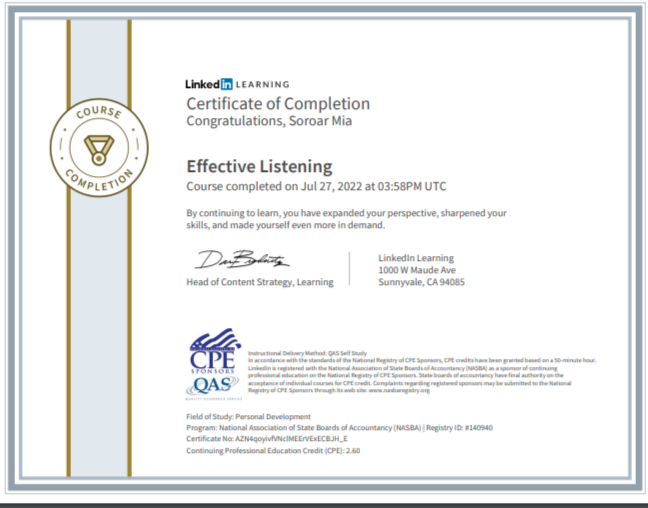 COURSE
COMPLETION
Linked in LEARNING
Certificate of Completion
Congratulations, Soroar Mia
Effective Listening
Course completed on Jul 27, 2022 at 03:58PM UTC
By continuing to learn, you have expanded your perspective, sharpened your
skills, and made yourself even more in demand.
Head of Content Strategy, Learning
LinkedIn Learning
1000 W Maude Ave
Sunnyvale, CA 94085
CPE
SPONSORS
QAS
Instructional Delivery Method: QAS Self Study
In accordance with the standards of the National Registry of CPE Sponsors, CPE credits have been granted based on a 50-minute hour.
LinkedIn is registered with the National Association of State Boards of Accountancy (NASBA) as a sponsor of continuing
professional education on the National Registry of CPE Sponsors. State boards of accountancy have final authority on the
acceptance of individual courses for CPE credit. Complaints regarding registered sponsors may be submitted to the National
Registry of CPE Sponsors through its web site: www.nasbaregistry.org
Field of Study: Personal Development
Program: National Association of State Boards of Accountancy (NASBA) | Registry ID: #140940
Certificate No:
Continuing Professional Education Credit (CPE): 2.60